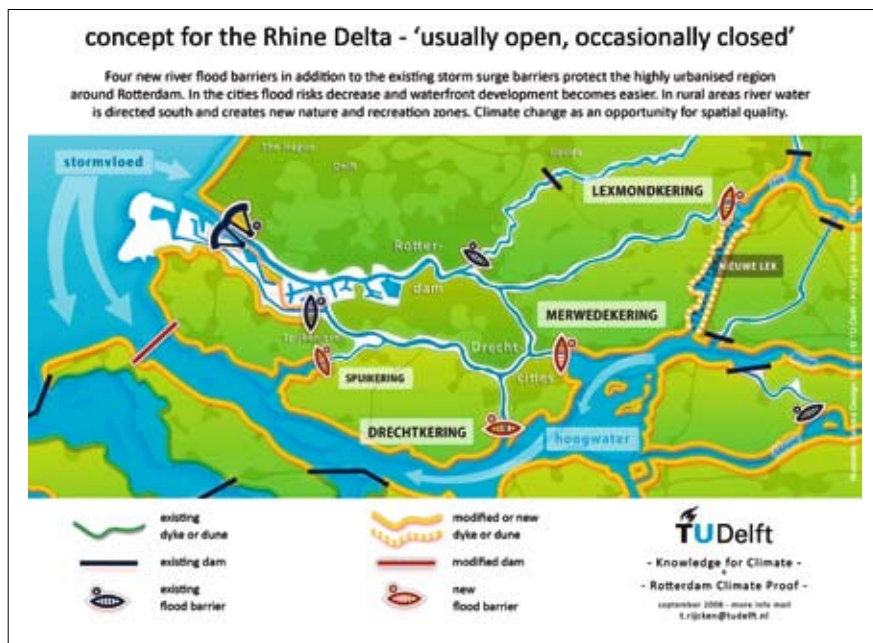 concept for the Rhine Delta - ‘usually open, occasionally closed’
Four new river flood barriers in addition to the existing storm surge barriers protect the highly urbanised region
around Rotterdam. In the cities flood risks decrease and waterfront development becomes easier. In rural areas river water
is directed south and creates new nature and recreation zones. Climate change as an opportunity for spatial quality.
The Hague
Delft
Gouda
stormvloed
LEXMONDKERING
Lek
Rotter-
dam
NIEUWE LEK
MERWEDEKERING
Spijkenisse
Drecht-
cities
SPUIKERING
DRECHTKERING
hoogwater
existing
dyke or dune
existing dam
existing
flood barrier
modified or new
dyke or dune
modified dam
new
flood barrier
TU Delft
- Knowledge for Climate -
+
- Rotterdam Climate Proof -
september 2008 - more info mail
t.rijcken@tudelft.nl